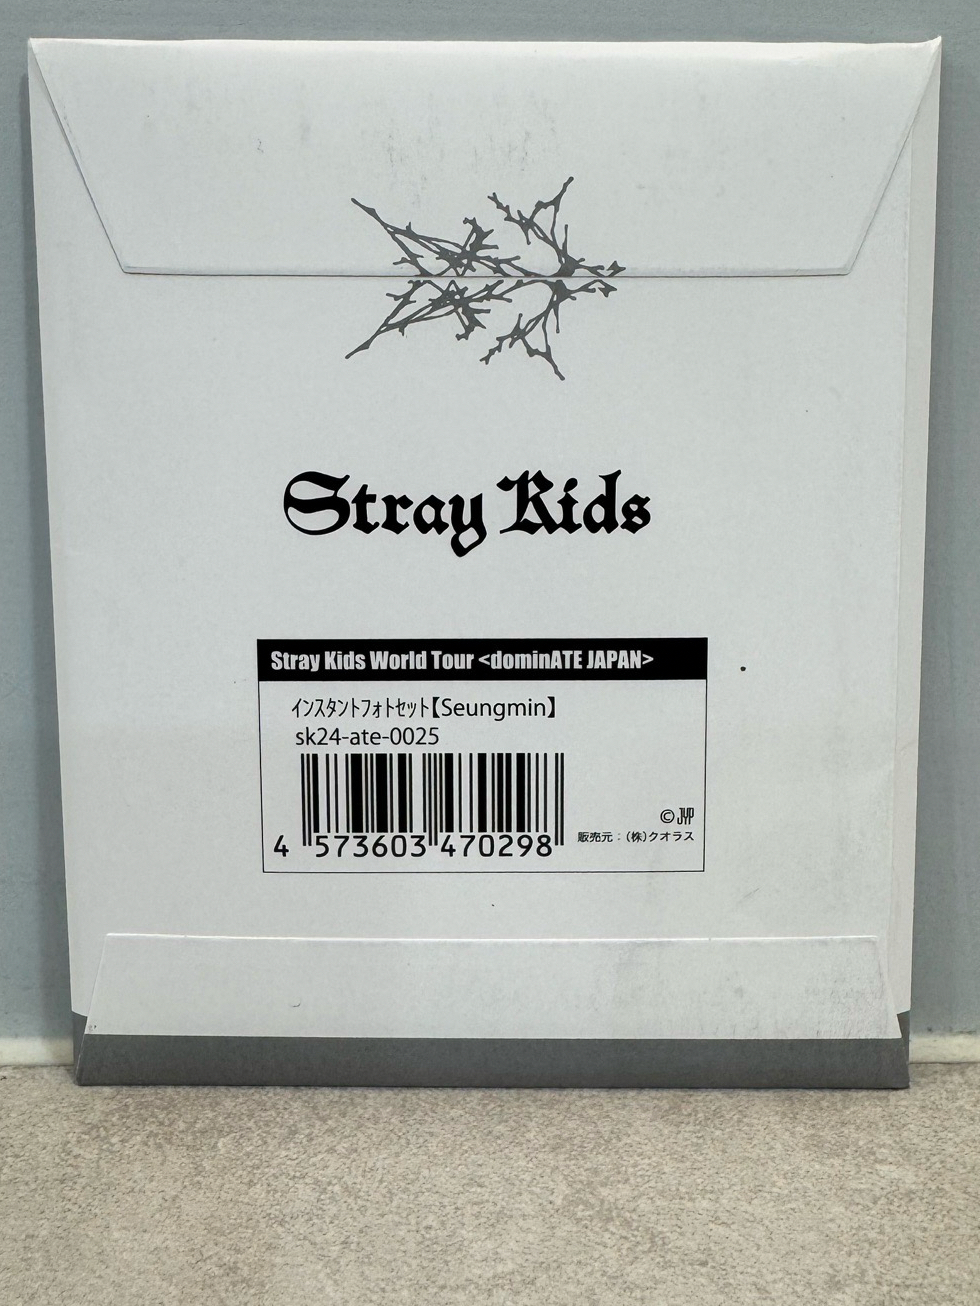 Stray Kids
Stray Kids World Tour <dominATE JAPAN>
インスタントフォトセット【Seungmin】
sk24-ate-0025
4 573603 470298
© JYP
販売元：(株)クオラス